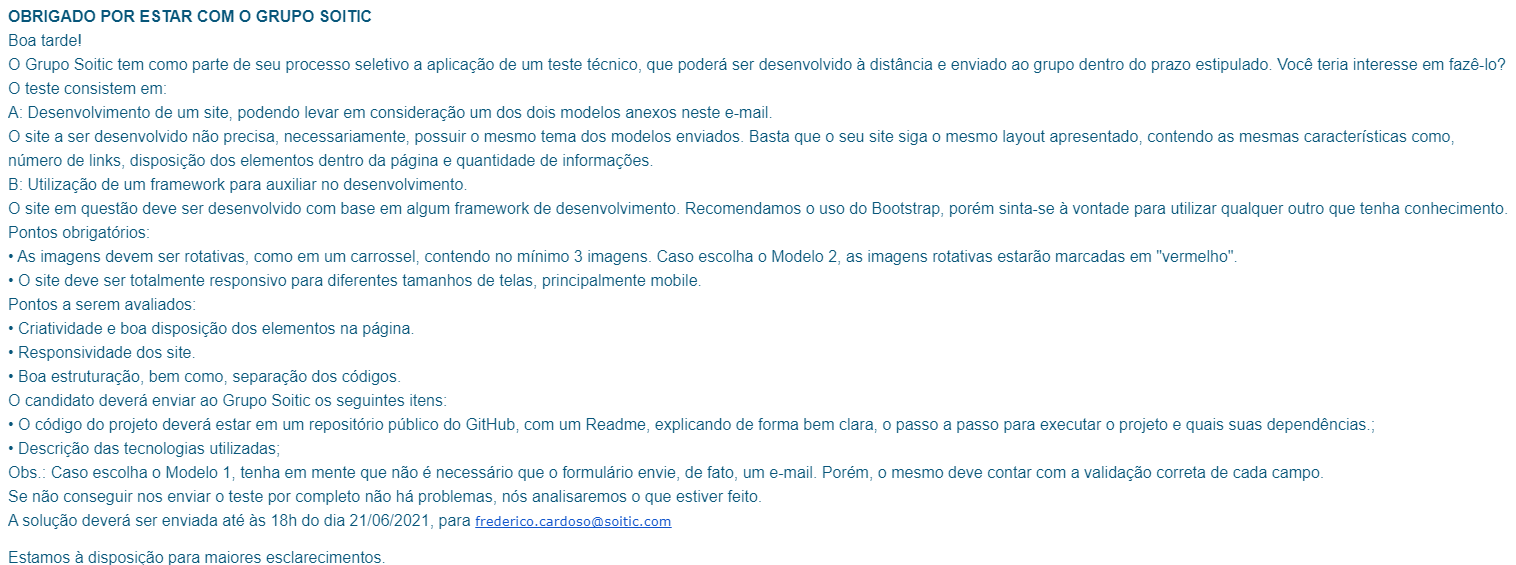 OBRIGADO POR ESTAR COM O GRUPO SOITIC
Boa tarde!
O Grupo Soitic tem como parte de seu processo seletivo a aplicação de um teste técnico, que poderá ser desenvolvido à distância e enviado ao grupo dentro do prazo estipulado. Você teria interesse em fazê-lo?
O teste consistem em:
A: Desenvolvimento de um site, podendo levar em consideração um dos dois modelos anexos neste e-mail.
O site a ser desenvolvido não precisa, necessariamente, possuir o mesmo tema dos modelos enviados. Basta que o seu site siga o mesmo layout apresentado, contendo as mesmas características como,
número de links, disposição dos elementos dentro da página e quantidade de informações.
B: Utilização de um framework para auxiliar no desenvolvimento.
O site em questão deve ser desenvolvido com base em algum framework de desenvolvimento. Recomendamos o uso do Bootstrap, porém sinta-se à vontade para utilizar qualquer outro que tenha conhecimento.
Pontos obrigatórios:
• As imagens devem ser rotativas, como em um carrossel, contendo no mínimo 3 imagens. Caso escolha o Modelo 2, as imagens rotativas estarão marcadas em "vermelho".
• O site deve ser totalmente responsivo para diferentes tamanhos de telas, principalmente mobile.
Pontos a serem avaliados:
• Criatividade e boa disposição dos elementos na página.
• Responsividade dos site.
• Boa estruturação, bem como, separação dos códigos.
O candidato deverá enviar ao Grupo Soitic os seguintes itens:
• O código do projeto deverá estar em um repositório público do GitHub, com um Readme, explicando de forma bem clara, o passo a passo para executar o projeto e quais suas dependências.;
• Descrição das tecnologias utilizadas;
Obs.: Caso escolha o Modelo 1, tenha em mente que não é necessário que o formulário envie, de fato, um e-mail. Porém, o mesmo deve contar com a validação correta de cada campo.
Se não conseguir nos enviar o teste por completo não há problemas, nós analisaremos o que estiver feito.
A solução deverá ser enviada até às 18h do dia 21/06/2021, para frederico.cardoso@soitic.com
Estamos à disposição para maiores esclarecimentos.